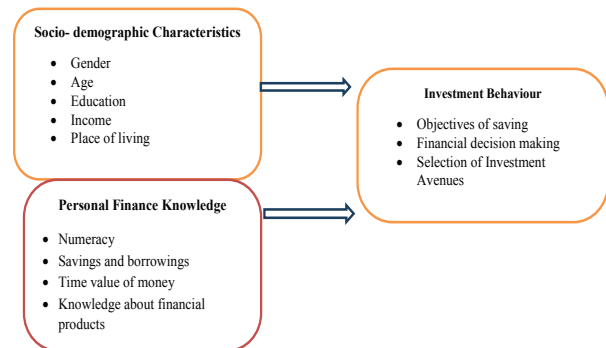 Socio- demographic Characteristics
• Gender
• Age
• Education
• Income
• Place of living
Personal Finance Knowledge
• Numeracy
• Savings and borrowings
• Time value of money
• Knowledge about financial
products
Investment Behaviour
• Objectives of saving
• Financial decision making
• Selection of Investment
Avenues